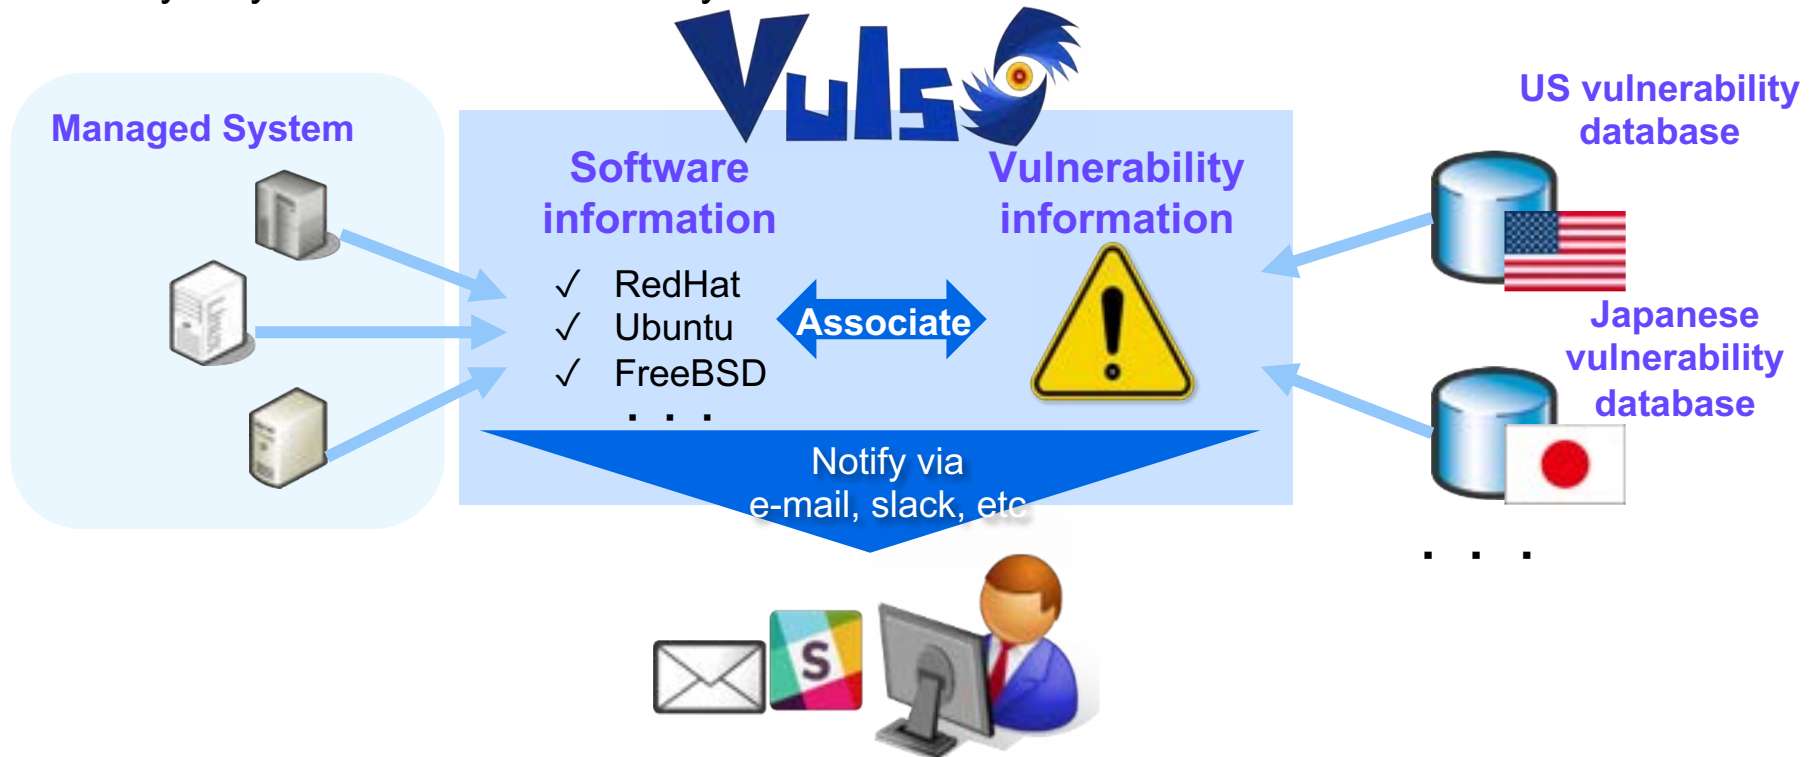 Vuls
Managed System
Software
information
✓ RedHat
✓ Ubuntu
✓ FreeBSD
. . .
Associate
Vulnerability
information
US vulnerability
database
Japanese
vulnerability
database
. . .
Notify via
e-mail, slack, etc
Linux
S